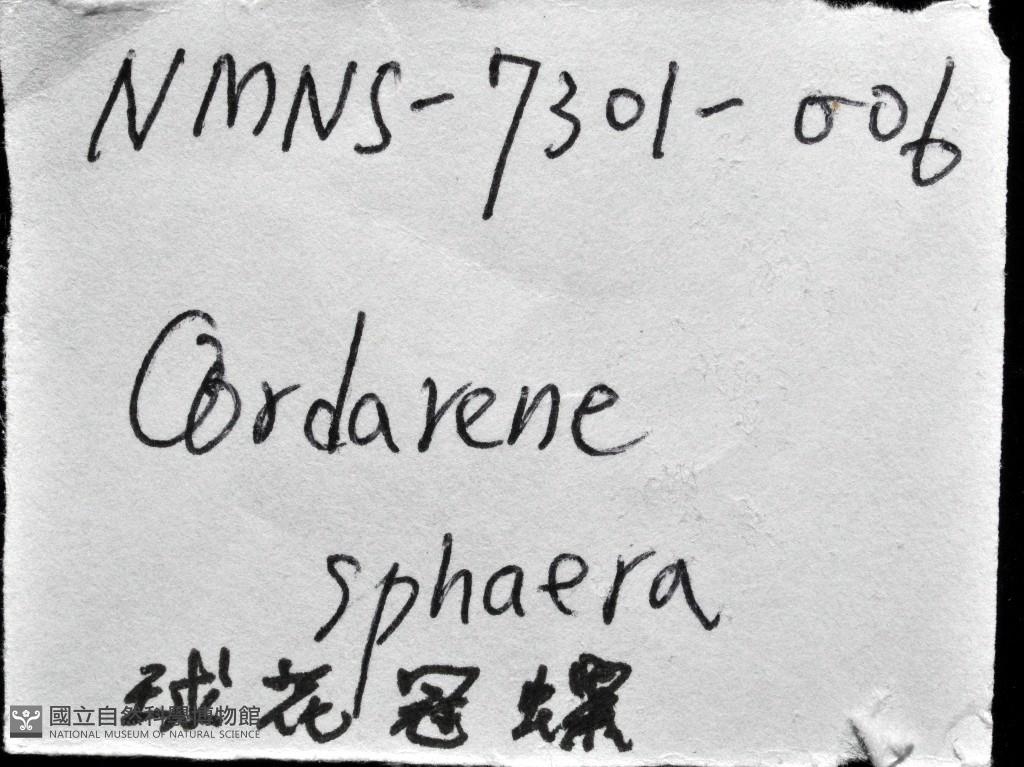 NMNS-7301-006
Cordarene
sphaera
球花冠螺
國立自然科學博物館
NATIONAL MUSEUM OF NATURAL SCIENCE